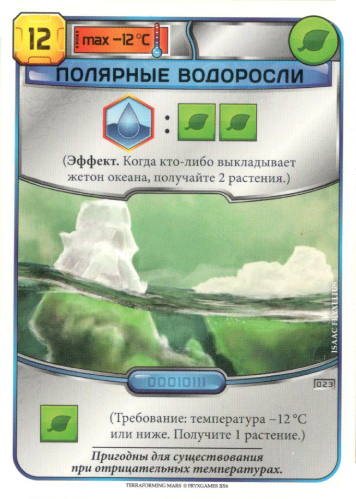 12
max −12 °C
ПОЛЯРНЫЕ ВОДОРОСЛИ
:
(Эффект. Когда кто-либо выкладывает
жетон океана, получайте 2 растения.)
ISAAC FRYXELIUS
023
00010111
(Требование: температура −12 °C
или ниже. Получите 1 растение.)
Пригодны для существования
при отрицательных температурах.
TERRAFORMING MARS © FRYXGAMES 2016